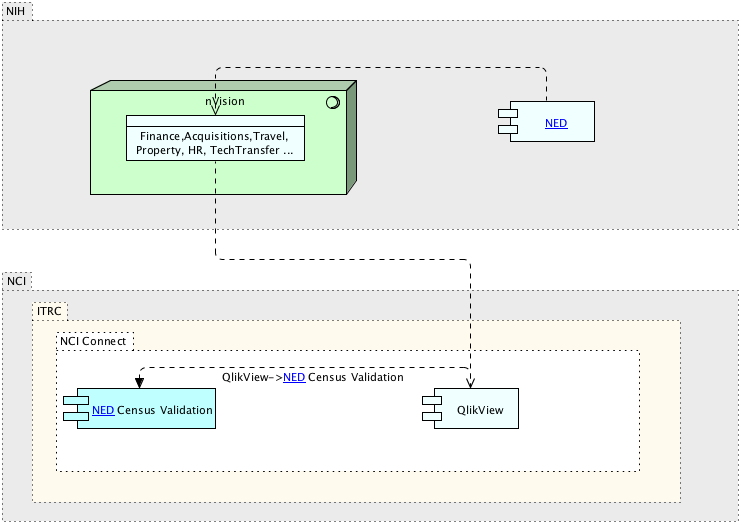 NIH
nVision
Finance,Acquisitions,Travel,
Property, HR, TechTransfer ...
NED
NCI
ITRC
NCI Connect
QlikView->NED Census Validation
NED Census Validation
QlikView